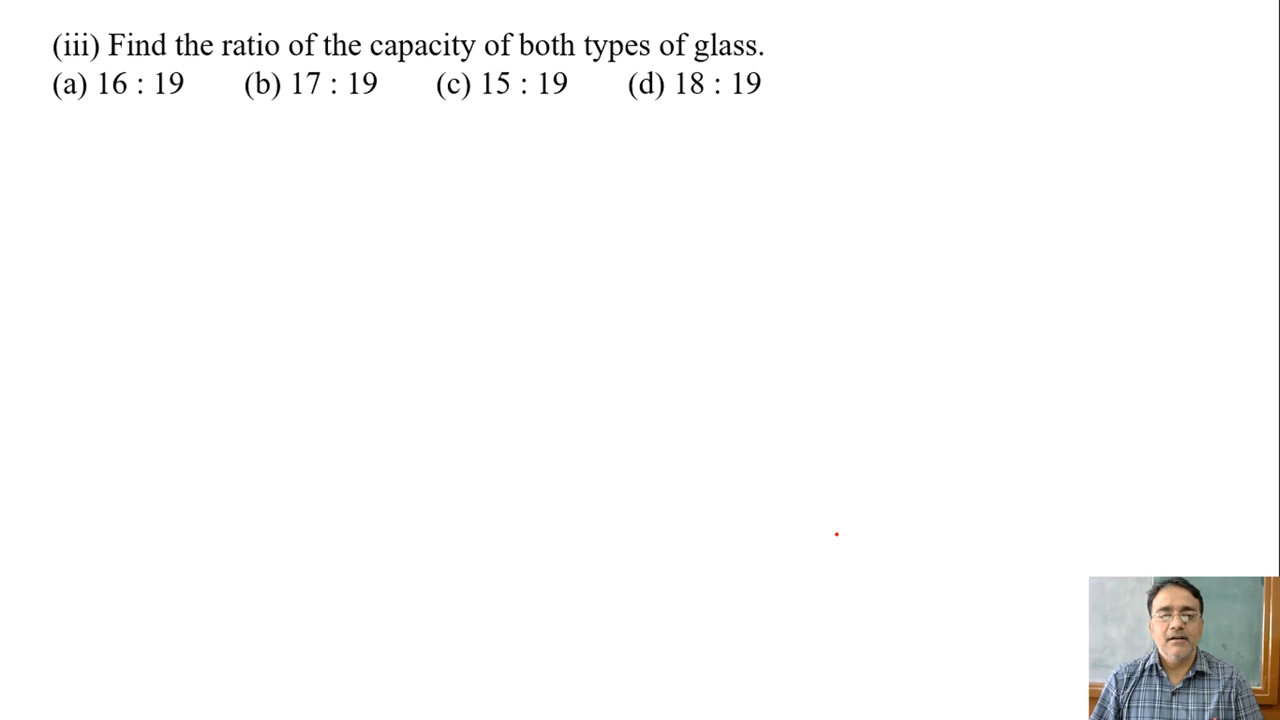 (iii) Find the ratio of the capacity of both types of glass.
(a) 16 : 19 (b) 17 : 19 (c) 15 : 19 (d) 18 : 19